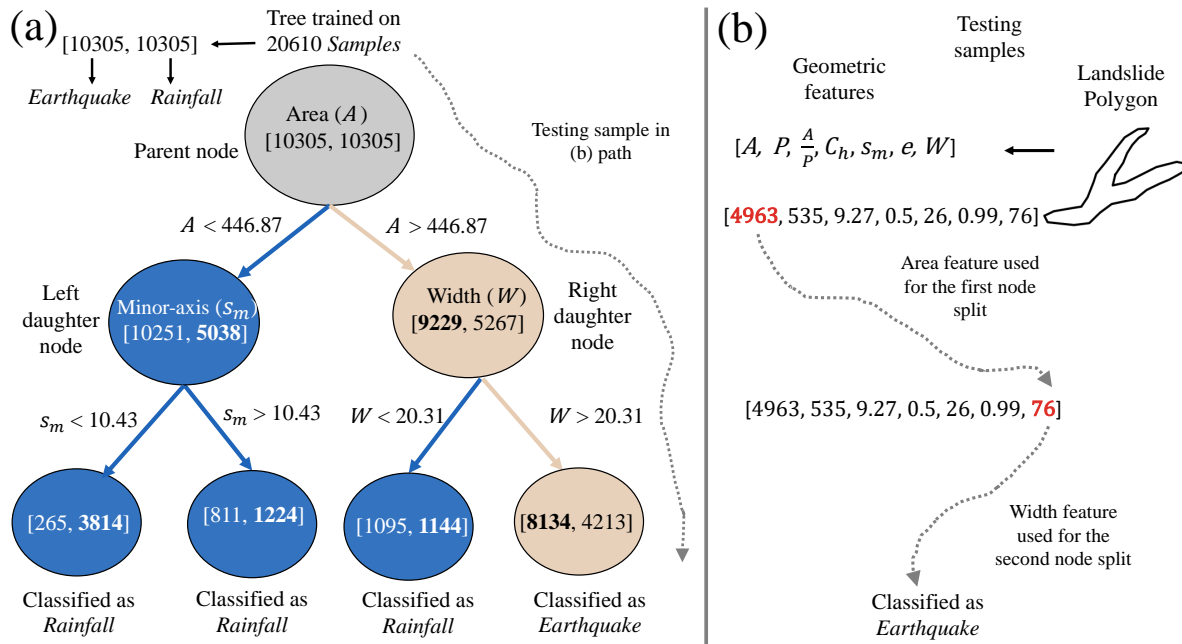 (a)
[10305, 10305]
Tree trained on
20610 Samples
Earthquake
Rainfall
Area (A)
[10305, 10305]
Parent node
Testing sample in
(b) path
A < 446.87
A > 446.87
Left
daughter
node
Minor-axis (sₘ)
[10251, 5038]
Width (W)
[9229, 5267]
Right
daughter
node
sₘ < 10.43
sₘ > 10.43
W < 20.31
W > 20.31
[265, 3814]
[811, 1224]
[1095, 1144]
[8134, 4213]
Classified as
Rainfall
Classified as
Rainfall
Classified as
Rainfall
Classified as
Earthquake
(b)
Testing
samples
Geometric
features
Landslide
Polygon
[A, P, A/P, Cₕ, sₘ, e, W]
[4963, 535, 9.27, 0.5, 26, 0.99, 76]
Area feature used
for the first node
split
[4963, 535, 9.27, 0.5, 26, 0.99, 76]
Width feature
used for the
second node split
Classified as
Earthquake